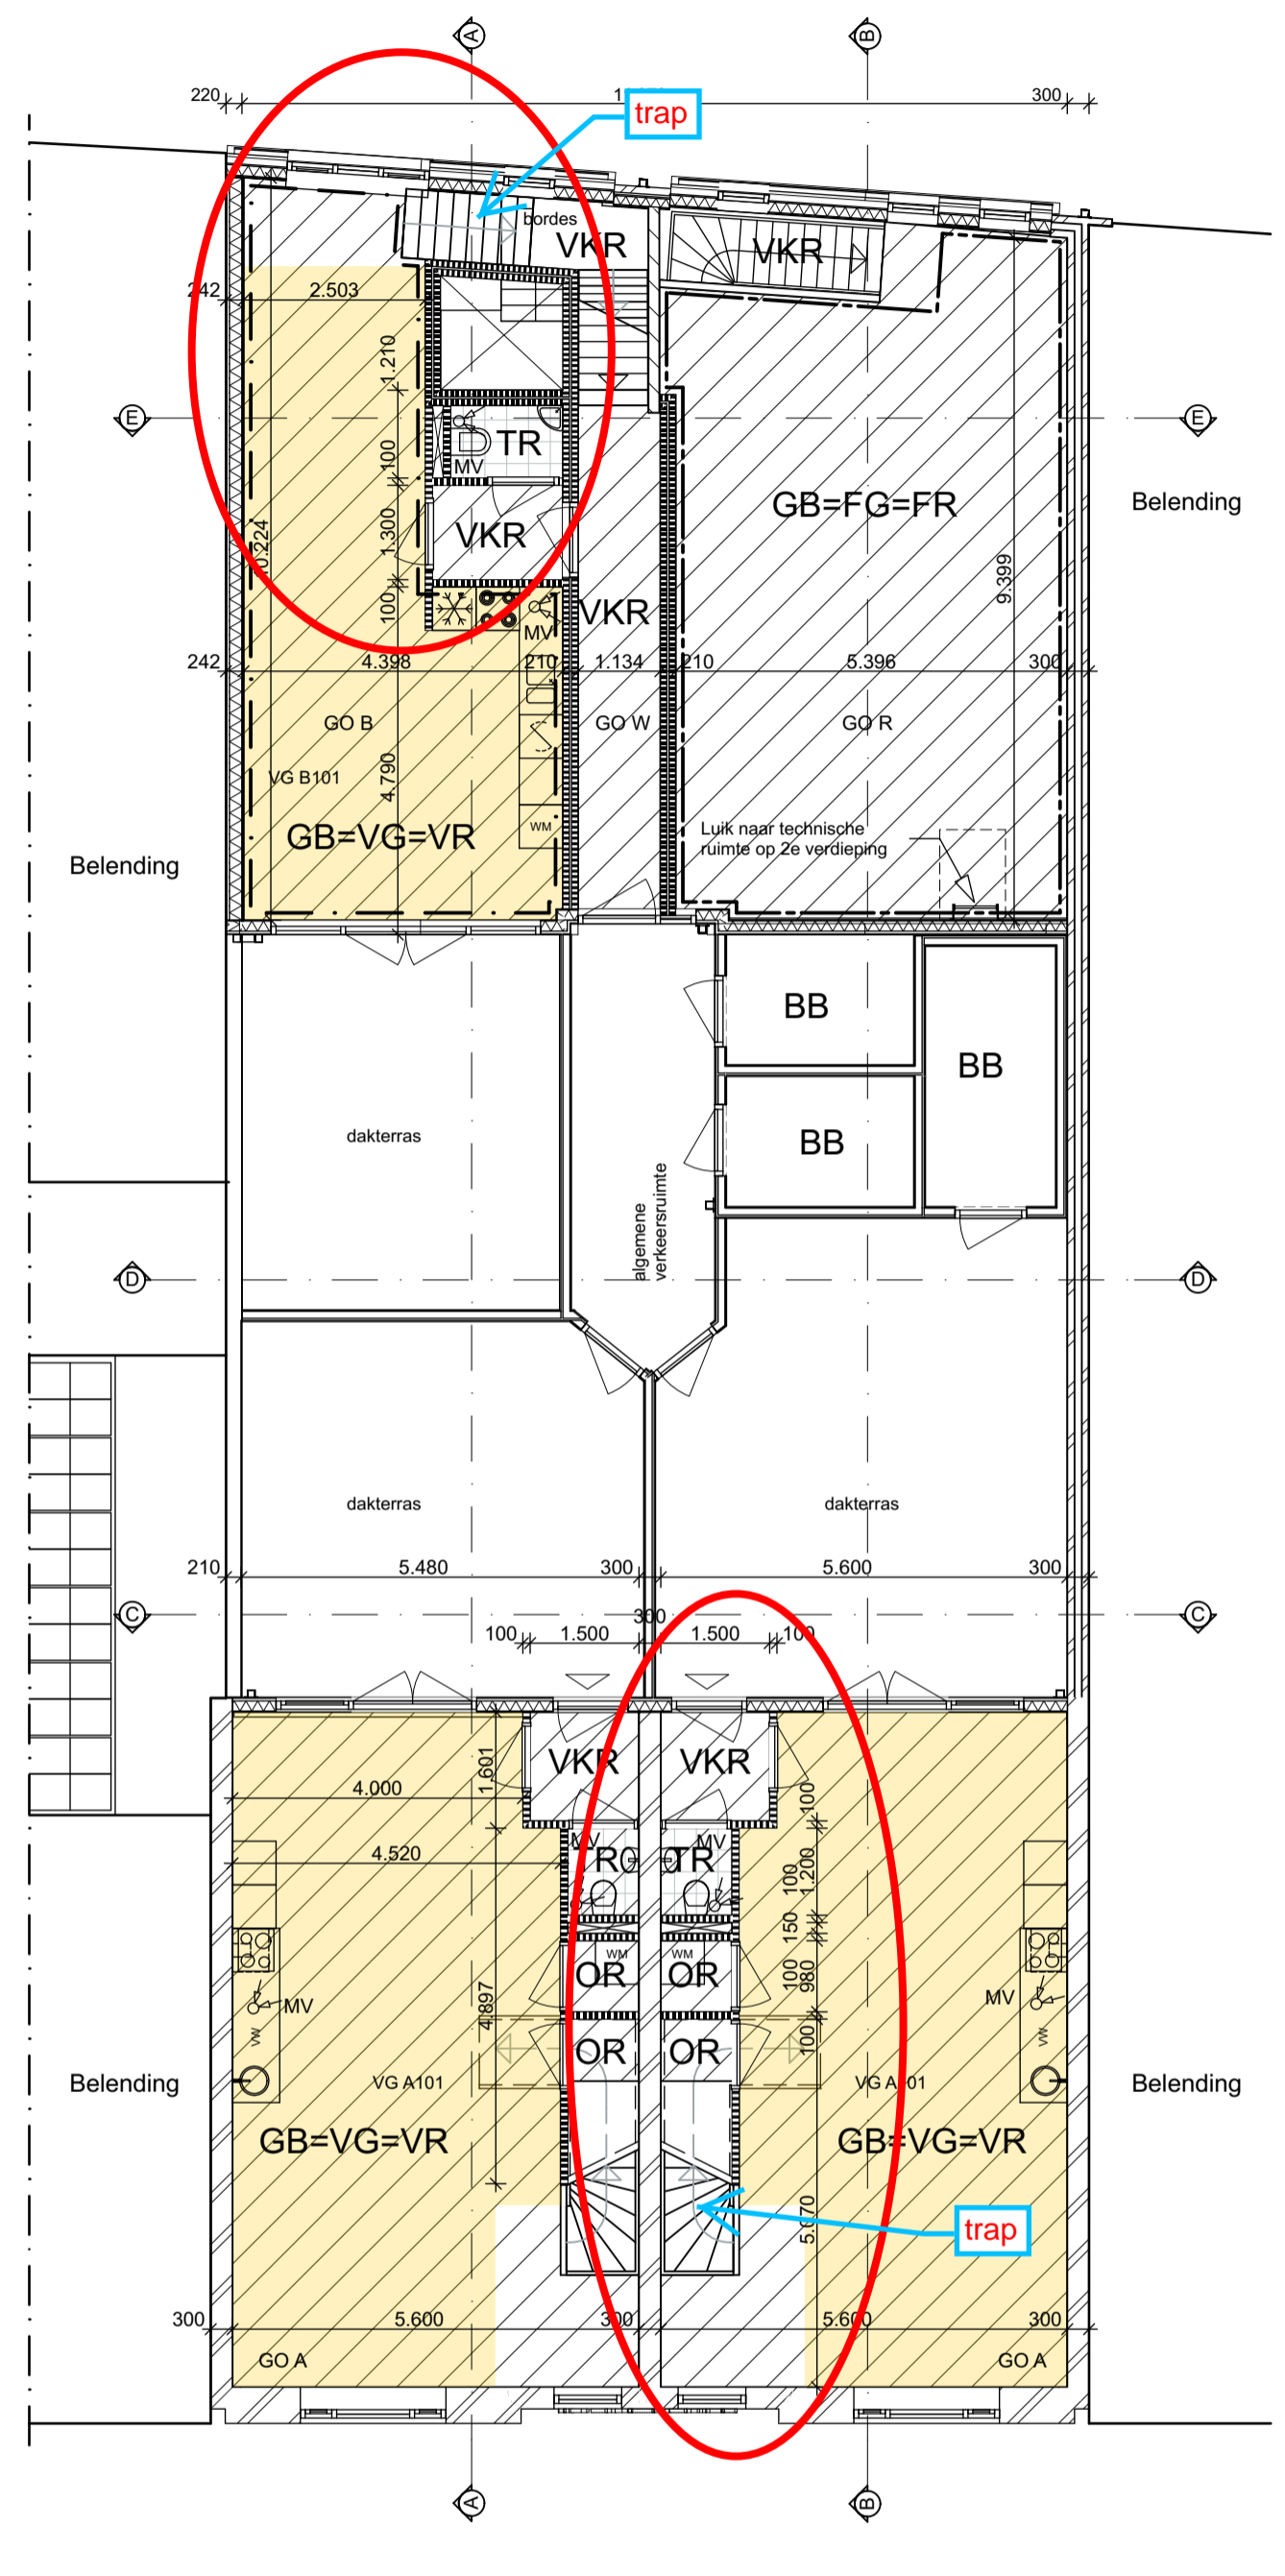 A
B
220
300
trap
bordes
VKR
VKR
242
2.503
1.210
E
E
TR
MV
100
GB=FG=FR
Belending
VKR
1.300
9.399
100
MV
VKR
242
4.398
210
1.134
210
5.396
300
GO B
GO W
GO R
VG B101
4.790
GB=VG=VR
WM
Luik naar technische
ruimte op 2e verdieping
Belending
BB
BB
BB
dakterras
algemene
verkeersruimte
D
D
dakterras
dakterras
210
5.480
300
5.600
300
C
C
300
100
1.500
1.500
100
VKR
VKR
1.601
4.000
100
MV
MV
4.520
TR
TR
100
1.200
150
WM
WM
OR
OR
100
980
4.897
MV
MV
VW
VW
OR
OR
100
Belending
VG A101
Belending
GB=VG=VR
GB=VG=VR
5.070
trap
300
5.600
300
5.600
300
GO A
GO A
A
B